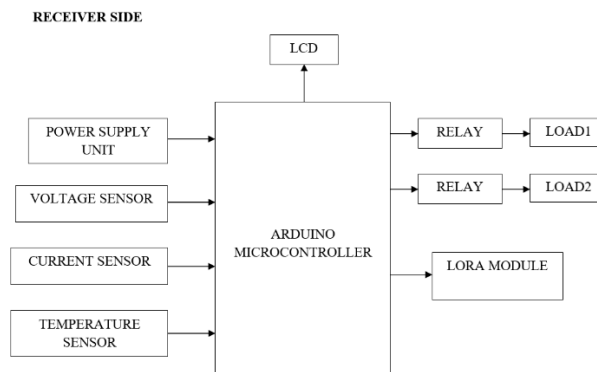 RECEIVER SIDE
LCD
POWER SUPPLY
UNIT
RELAY
LOAD1
VOLTAGE SENSOR
RELAY
LOAD2
ARDUINO
MICROCONTROLLER
CURRENT SENSOR
LORA MODULE
TEMPERATURE
SENSOR